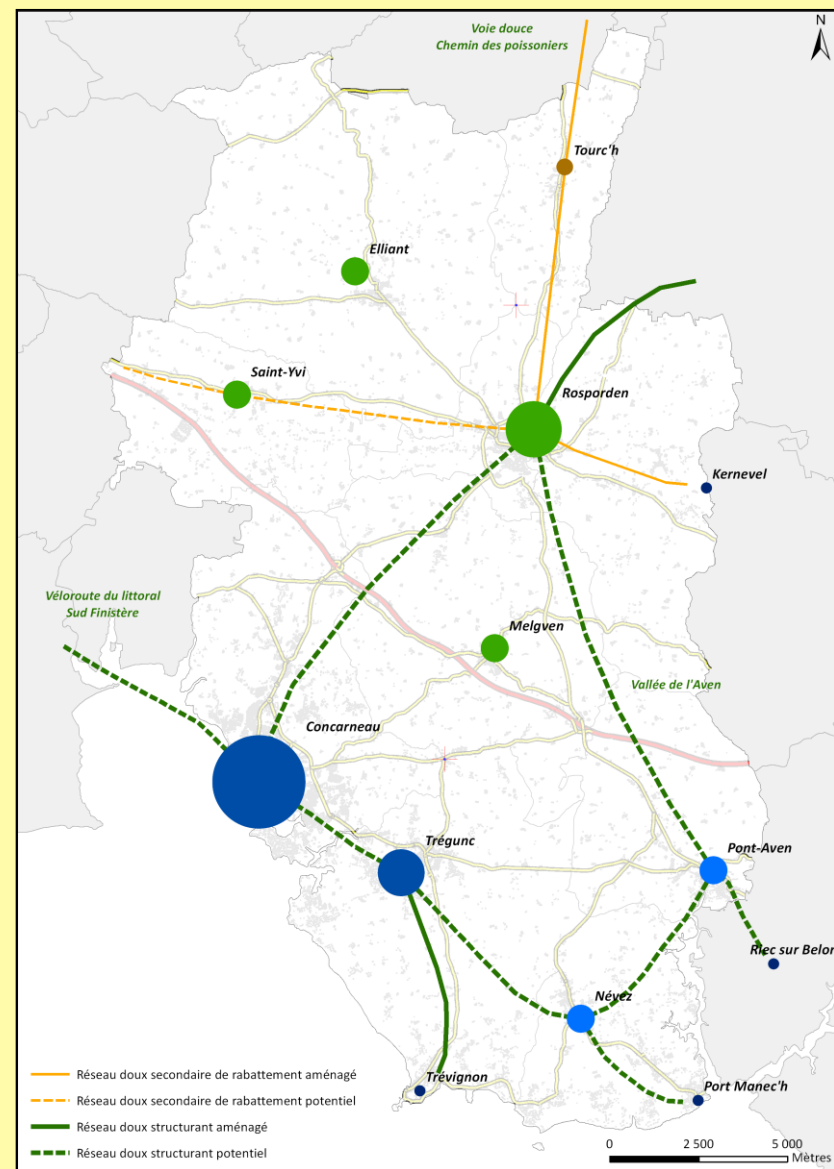 N
Voie douce
Chemin des poissoniers
Tourc'h
Elliant
Saint-Yvi
Rosporden
Kernevel
Véloroute du littoral
Sud Finistère
Melgven
Vallée de l'Aven
Concarneau
Trégunc
Pont-Aven
Riec sur Belon
Névez
Trévignon
Port Manec'h
Réseau doux secondaire de rabattement aménagé
Réseau doux secondaire de rabattement potentiel
Réseau doux structurant aménagé
Réseau doux structurant potentiel
0 2 500 5 000
Mètres